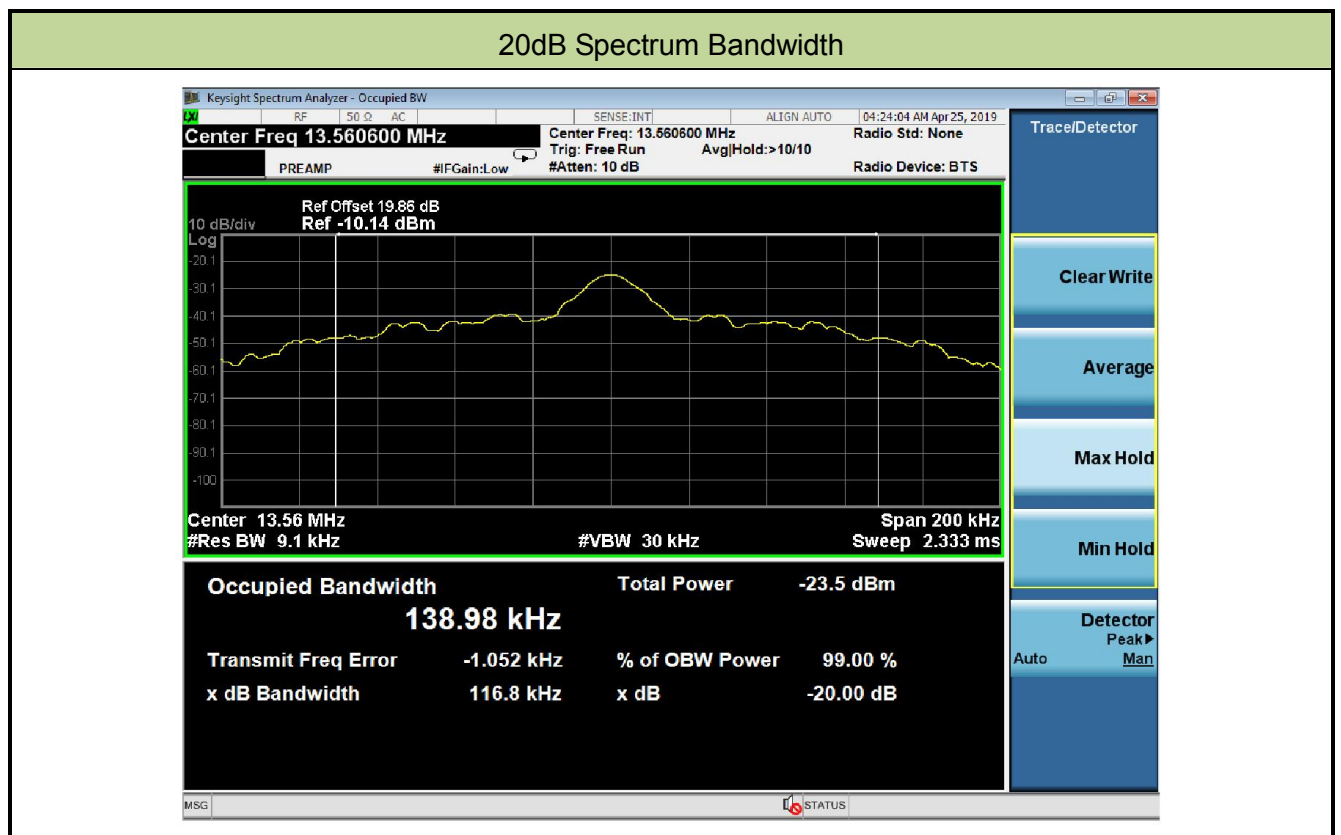 20dB Spectrum Bandwidth
Keysight Spectrum Analyzer - Occupied BW
LXI RF 50 Ω AC SENSE:INT ALIGN AUTO 04:24:04 AM Apr 25, 2019
Center Freq 13.560600 MHz
Center Freq: 13.560600 MHz Radio Std: None
Trig: Free Run Avg|Hold:>10/10
PREAMP #IFGain:Low #Atten: 10 dB Radio Device: BTS
Ref Offset 19.86 dB
10 dB/div Ref -10.14 dBm
Log
-20.1
-30.1
-40.1
-50.1
-60.1
-70.1
-80.1
-90.1
-100
Center 13.56 MHz Span 200 kHz
#Res BW 9.1 kHz #VBW 30 kHz Sweep 2.333 ms
Occupied Bandwidth Total Power -23.5 dBm
138.98 kHz
Transmit Freq Error -1.052 kHz % of OBW Power 99.00 %
x dB Bandwidth 116.8 kHz x dB -20.00 dB
MSG STATUS
Trace/Detector
Clear Write
Average
Max Hold
Min Hold
Detector
Peak▶
Auto Man